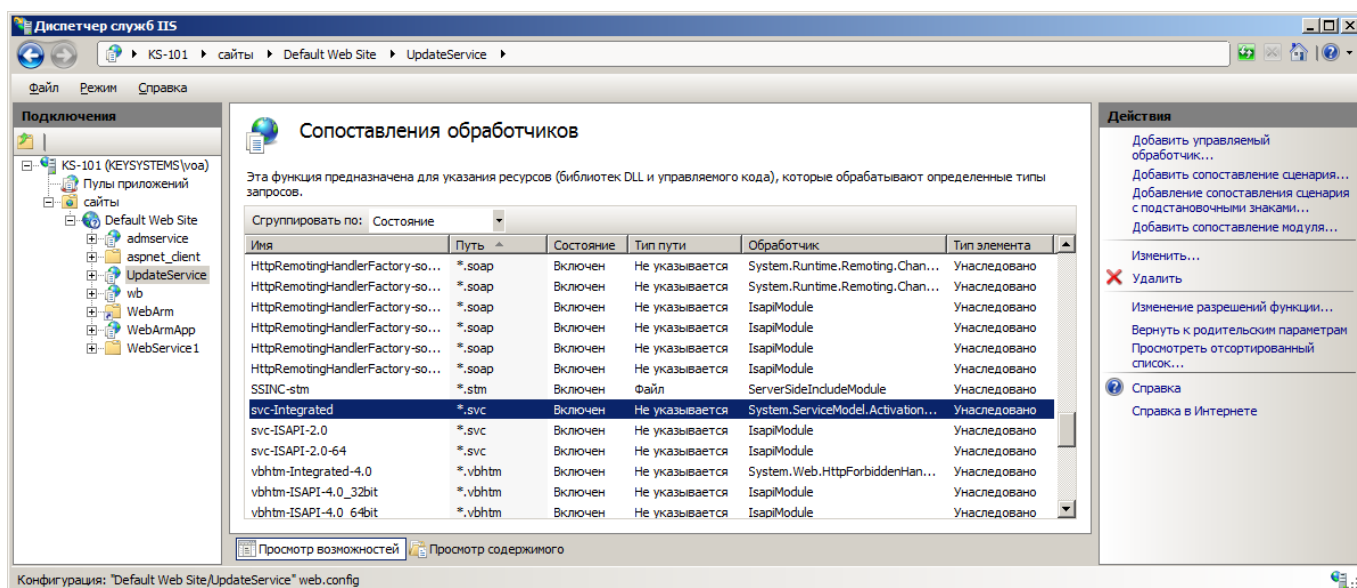 Диспетчер служб IIS
KS-101 сайты Default Web Site UpdateService
Файл Режим Справка
Подключения
KS-101 (KEYSYSTEMS\voa)
Пулы приложений
сайты
Default Web Site
admservice
aspnet_client
UpdateService
wb
WebArm
WebArmApp
WebService1
Сопоставления обработчиков
Эта функция предназначена для указания ресурсов (библиотек DLL и управляемого кода), которые обрабатывают определенные типы
запросов.
Сгруппировать по: Состояние
Имя Путь Состояние Тип пути Обработчик Тип элемента
HttpRemotingHandlerFactory-so... *.soap Включен Не указывается System.Runtime.Remoting.Chan... Унаследовано
HttpRemotingHandlerFactory-so... *.soap Включен Не указывается System.Runtime.Remoting.Chan... Унаследовано
HttpRemotingHandlerFactory-so... *.soap Включен Не указывается IsapiModule Унаследовано
HttpRemotingHandlerFactory-so... *.soap Включен Не указывается IsapiModule Унаследовано
HttpRemotingHandlerFactory-so... *.soap Включен Не указывается IsapiModule Унаследовано
HttpRemotingHandlerFactory-so... *.soap Включен Не указывается IsapiModule Унаследовано
SSINC-stm *.stm Включен Файл ServerSideIncludeModule Унаследовано
svc-Integrated *.svc Включен Не указывается System.ServiceModel.Activation... Унаследовано
svc-ISAPI-2.0 *.svc Включен Не указывается IsapiModule Унаследовано
svc-ISAPI-2.0-64 *.svc Включен Не указывается IsapiModule Унаследовано
vbhtm-Integrated-4.0 *.vbhtm Включен Не указывается System.Web.HttpForbiddenHan... Унаследовано
vbhtm-ISAPI-4.0_32bit *.vbhtm Включен Не указывается IsapiModule Унаследовано
vbhtm-ISAPI-4.0_64bit *.vbhtm Включен Не указывается IsapiModule Унаследовано
Просмотр возможностей Просмотр содержимого
Действия
Добавить управляемый
обработчик...
Добавить сопоставление сценария...
Добавление сопоставления сценария
с подстановочными знаками...
Добавить сопоставление модуля...
Изменить...
Удалить
Изменение разрешений функции...
Вернуть к родительским параметрам
Просмотреть отсортированный
список...
Справка
Справка в Интернете
Конфигурация: "Default Web Site/UpdateService" web.config